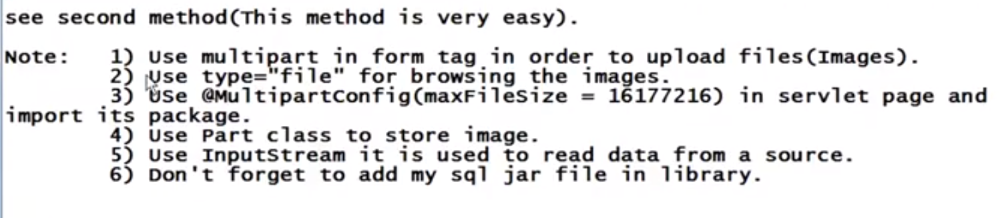 see second method(This method is very easy).
Note: 1) Use multipart in form tag in order to upload files(Images).
2) Use type="file" for browsing the images.
3) USe @MultipartConfig(maxFileSize = 16177216) in servlet page and
import its package.
4) Use Part class to store image.
5) Use InputStream it is used to read data from a source.
6) Don't forget to add my sql jar file in library.